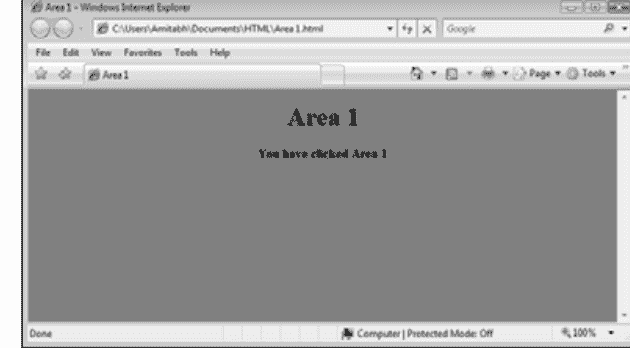 Area 1 - Windows Internet Explorer
C:\Users\Amitabh\Documents\HTML\Area 1.html
Google
File Edit View Favorites Tools Help
Area 1
Page Tools
Area 1
You have clicked Area 1
Done
Computer | Protected Mode: Off
100%